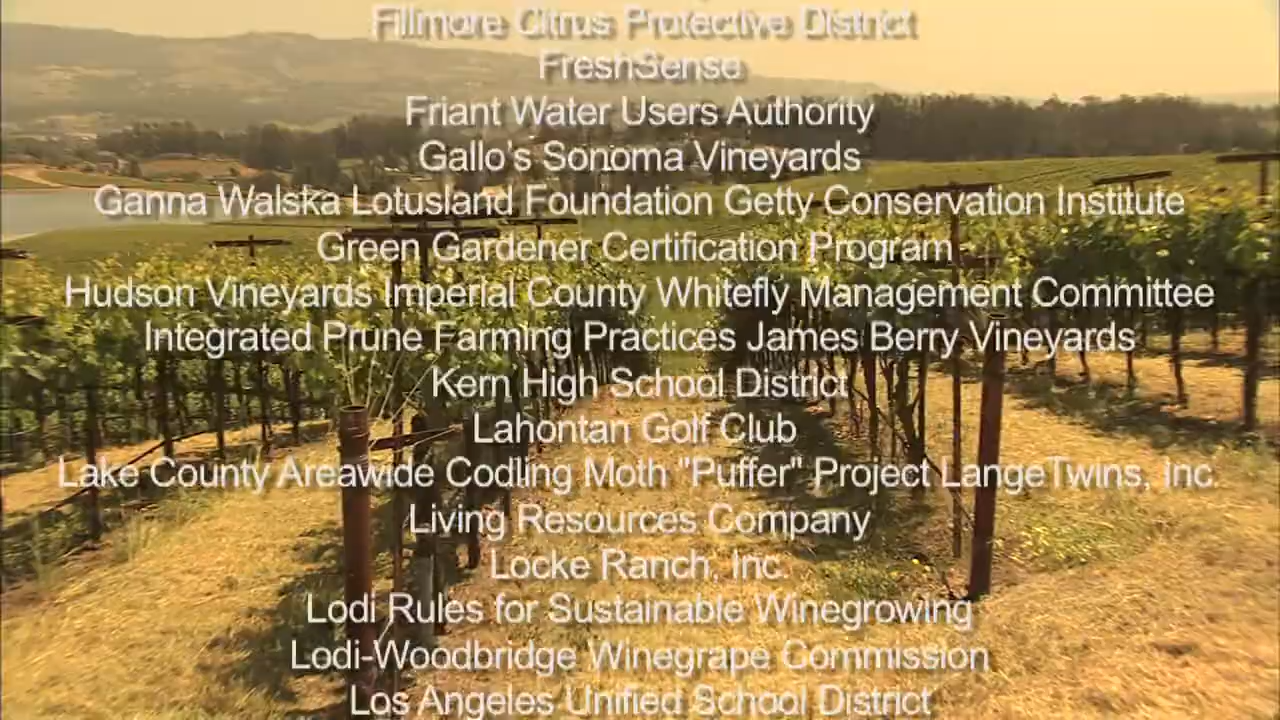 Fillmore Citrus Protective District
FreshSense
Friant Water Users Authority
Gallo's Sonoma Vineyards
Ganna Walska Lotusland Foundation Getty Conservation Institute
Green Gardener Certification Program
Hudson Vineyards Imperial County Whitefly Management Committee
Integrated Prune Farming Practices James Berry Vineyards
Kern High School District
Lahontan Golf Club
Lake County Areawide Codling Moth "Puffer" Project LangeTwins, Inc.
Living Resources Company
Locke Ranch, Inc.
Lodi Rules for Sustainable Winegrowing
Lodi-Woodbridge Winegrape Commission
Los Angeles Unified School District